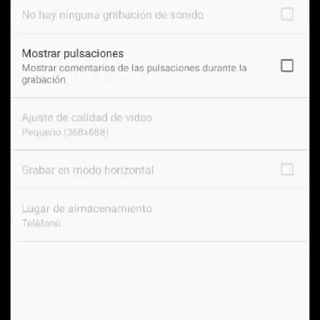 No hay ninguna grabación de sonido
Mostrar pulsaciones
Mostrar comentarios de las pulsaciones durante la
grabación
Ajuste de calidad de video
Pequeño (368x688)
Grabar en modo horizontal
Lugar de almacenamiento
Teléfono